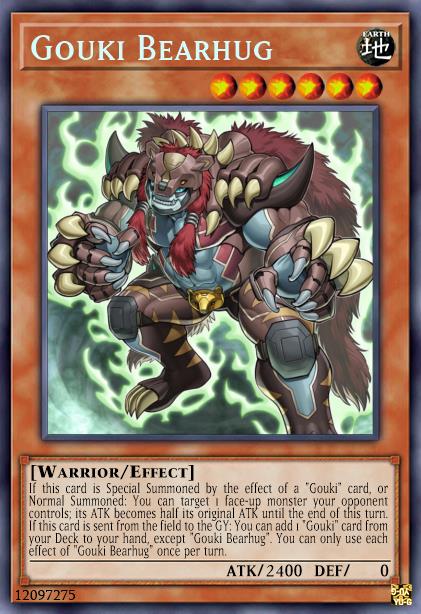 Gouki Bearhug
EARTH
地
[Warrior/Effect]
If this card is Special Summoned by the effect of a "Gouki" card, or
Normal Summoned: You can target 1 face-up monster your opponent
controls; its ATK becomes half its original ATK until the end of this turn.
If this card is sent from the field to the GY: You can add 1 "Gouki" card from
your Deck to your hand, except "Gouki Bearhug". You can only use each
effect of "Gouki Bearhug" once per turn.
ATK/2400 DEF/ 0
12097275